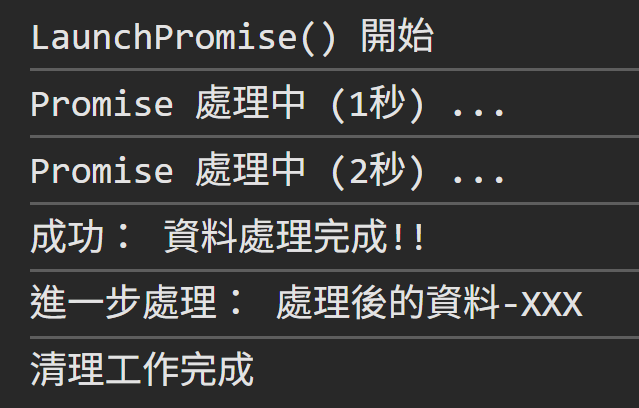 LaunchPromise() 開始
Promise 處理中 (1秒) ...
Promise 處理中 (2秒) ...
成功： 資料處理完成!!
進一步處理： 處理後的資料-XXX
清理工作完成